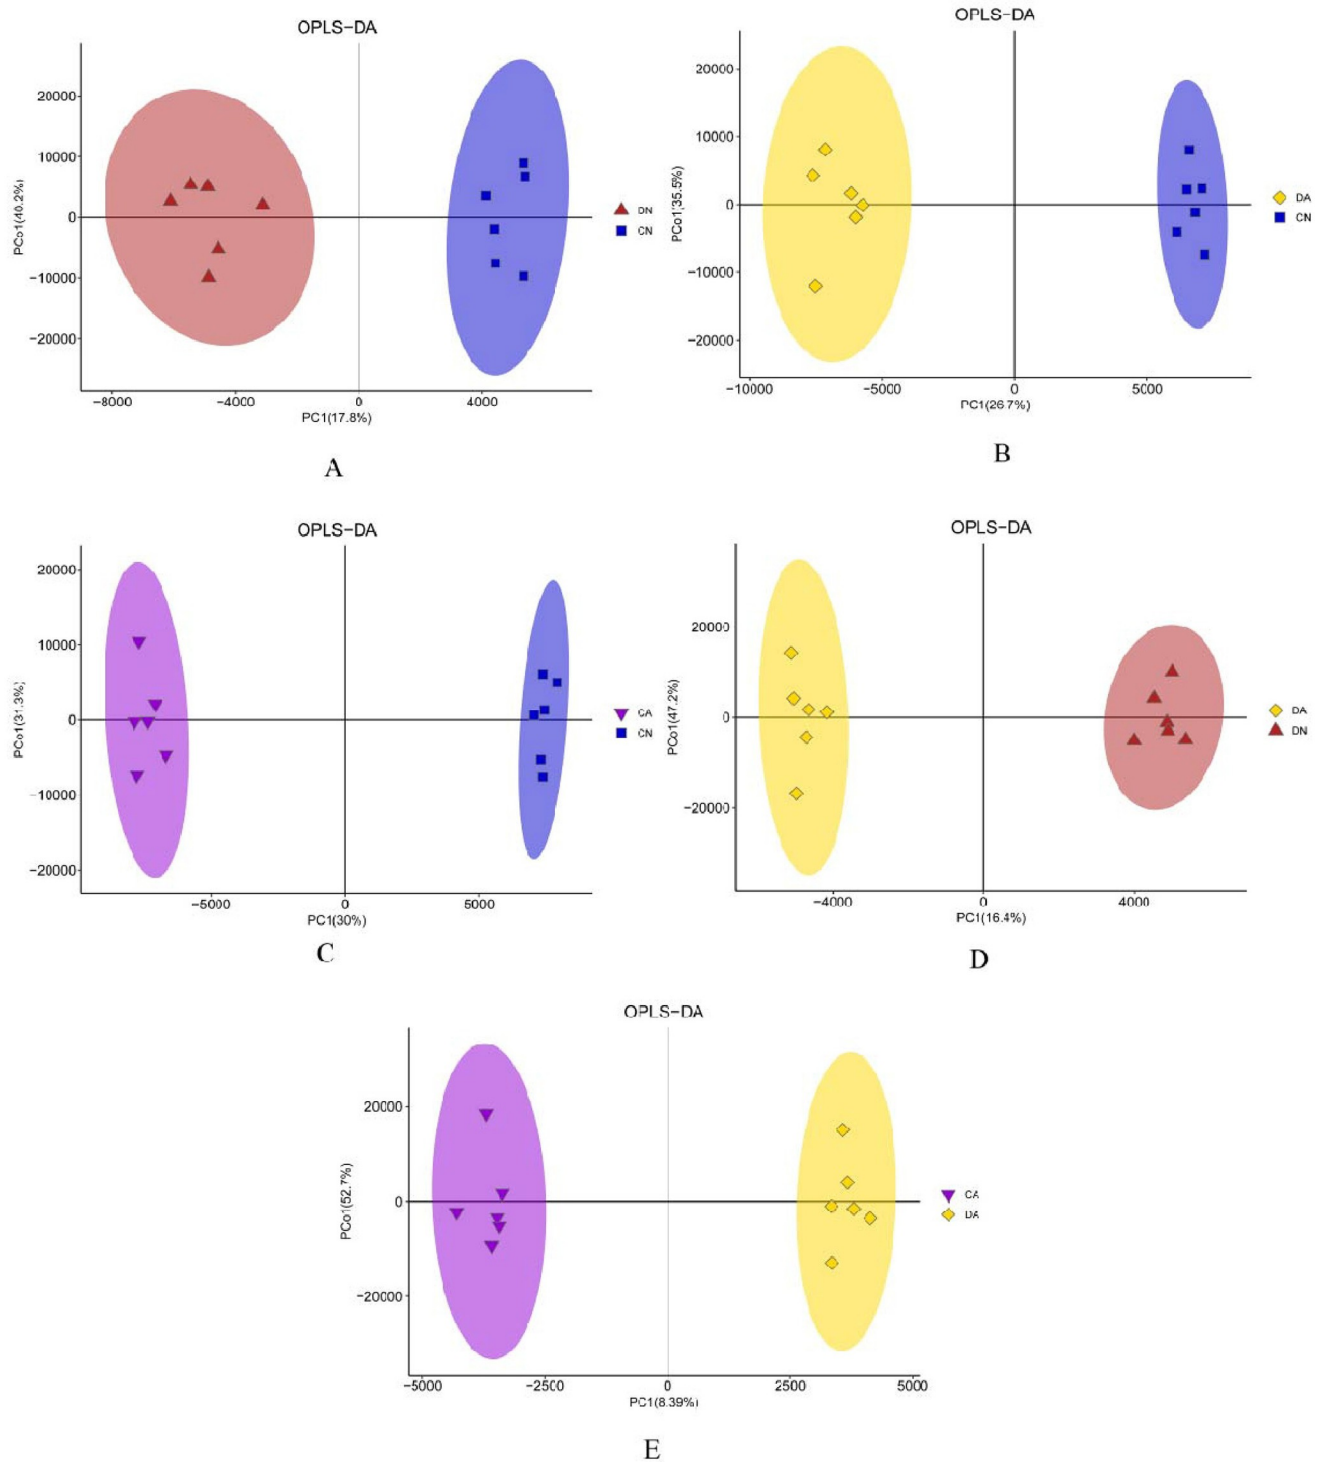 OPLS-DA
20000
10000
0
-10000
-20000
PCo1(40.2%)
-8000 -4000 0 4000
PC1(17.8%)
DN
CN
A
OPLS-DA
20000
10000
0
-10000
-20000
PCo1(35.5%)
-10000 -5000 0 5000
PC1(26.7%)
DA
CN
B
OPLS-DA
20000
10000
0
-10000
-20000
PCo1(31.3%)
-5000 0 5000
PC1(30%)
CA
CN
C
OPLS-DA
20000
0
-20000
PCo1(47.2%)
-4000 0 4000
PC1(16.4%)
DA
DN
D
OPLS-DA
20000
0
-20000
PCo1(52.7%)
-5000 -2500 0 2500 5000
PC1(8.39%)
CA
DA
E